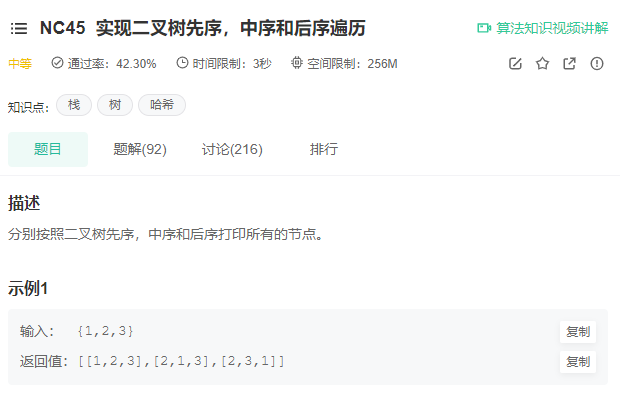 NC45 实现二叉树先序，中序和后序遍历 算法知识视频讲解
中等 通过率：42.30% 时间限制：3秒 空间限制：256M
知识点： 栈 树 哈希
题目 题解(92) 讨论(216) 排行
描述
分别按照二叉树先序，中序和后序打印所有的节点。
示例1
输入： {1,2,3} 复制
返回值： [[1,2,3],[2,1,3],[2,3,1]] 复制